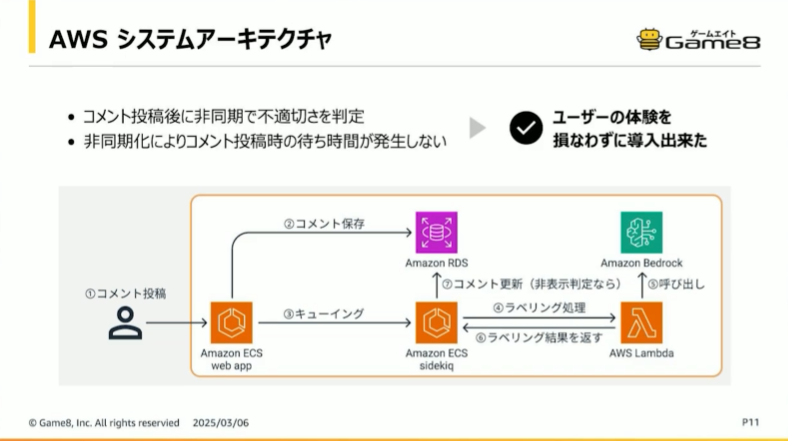 AWS システムアーキテクチャ
ゲームエイト
Game8
• コメント投稿後に非同期で不適切さを判定
• 非同期化によりコメント投稿時の待ち時間が発生しない
ユーザーの体験を
損なわずに導入出来た
②コメント保存
Amazon RDS
Amazon Bedrock
①コメント投稿
⑦コメント更新（非表示判定なら）
⑤呼び出し
③キューイング
④ラベリング処理
⑥ラベリング結果を返す
Amazon ECS
web app
Amazon ECS
sidekiq
AWS Lambda
© Game8, Inc. All rights reservied 2025/03/06
P11